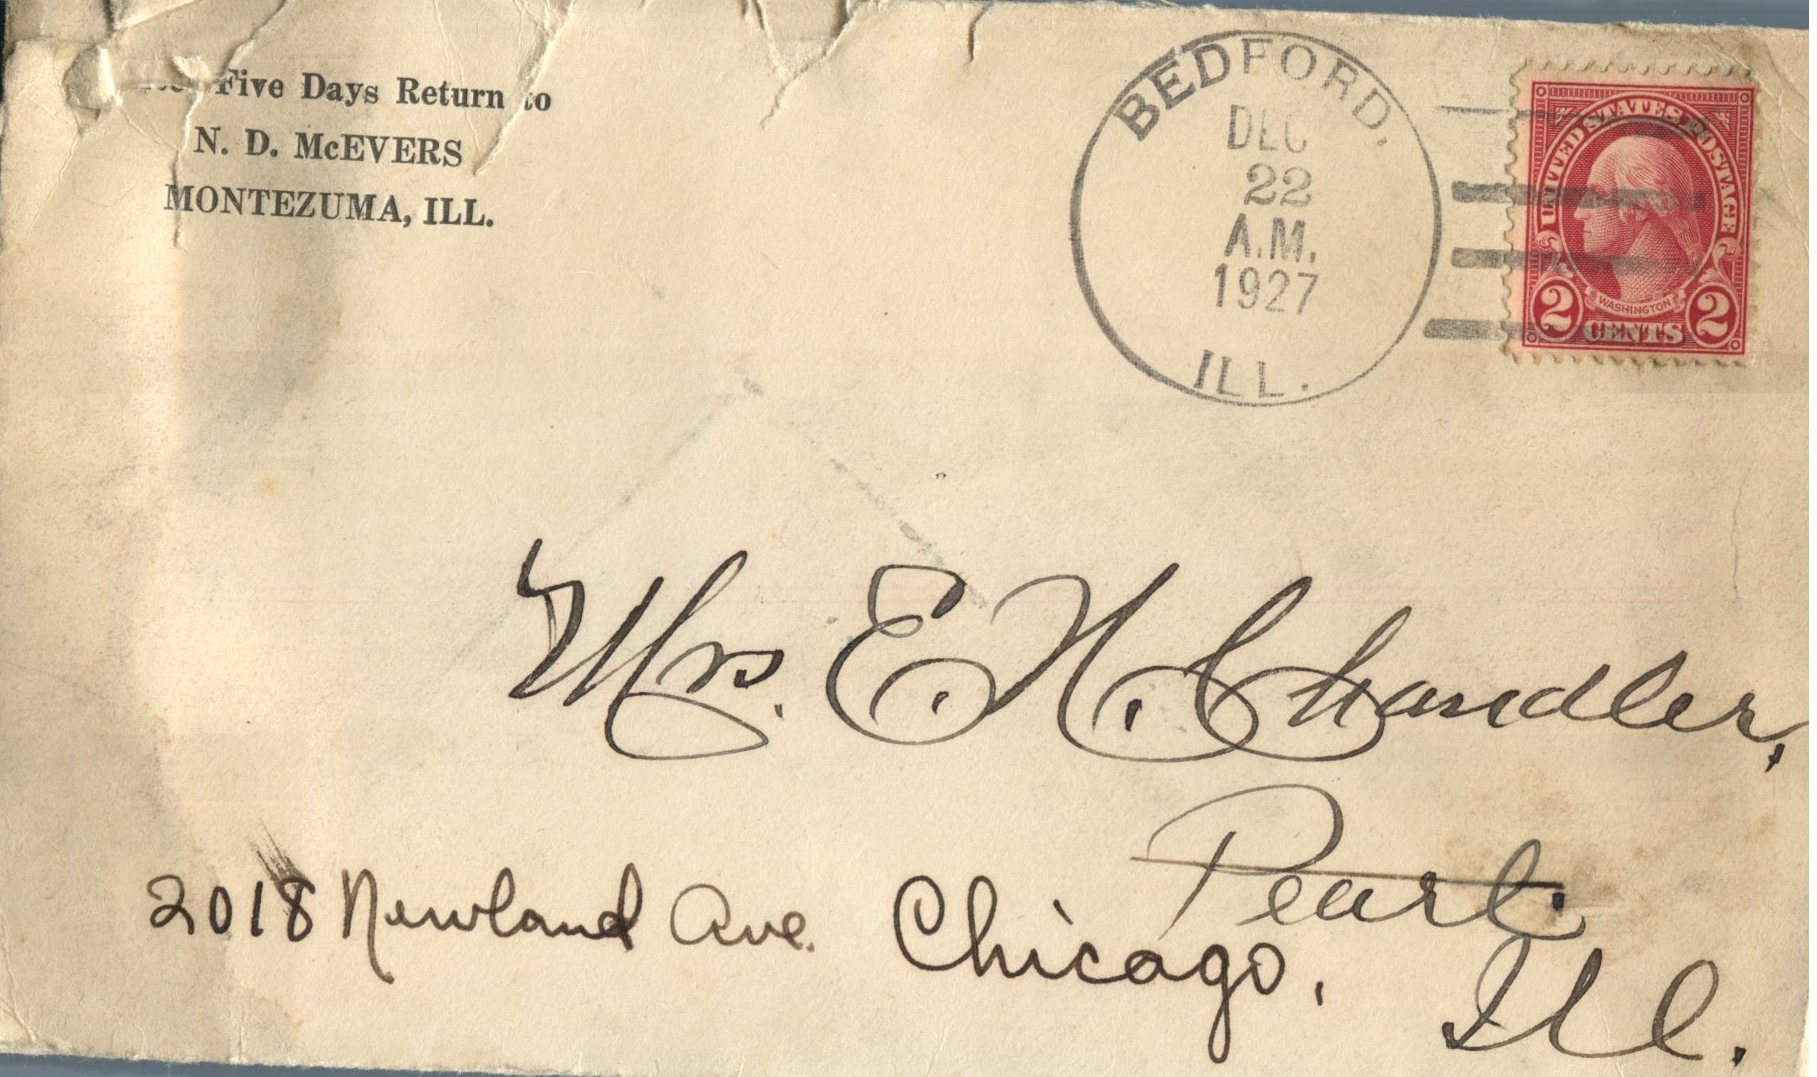 Five Days Return to
N. D. McEVERS
MONTEZUMA, ILL.
BEDFORD,
DEC
22
A.M.
1927
ILL.
UNITED STATES POSTAGE
WASHINGTON
2 CENTS 2
Mrs. E. N. Chandler,
Pearl.
2018 Newland Ave. Chicago,
Ill.